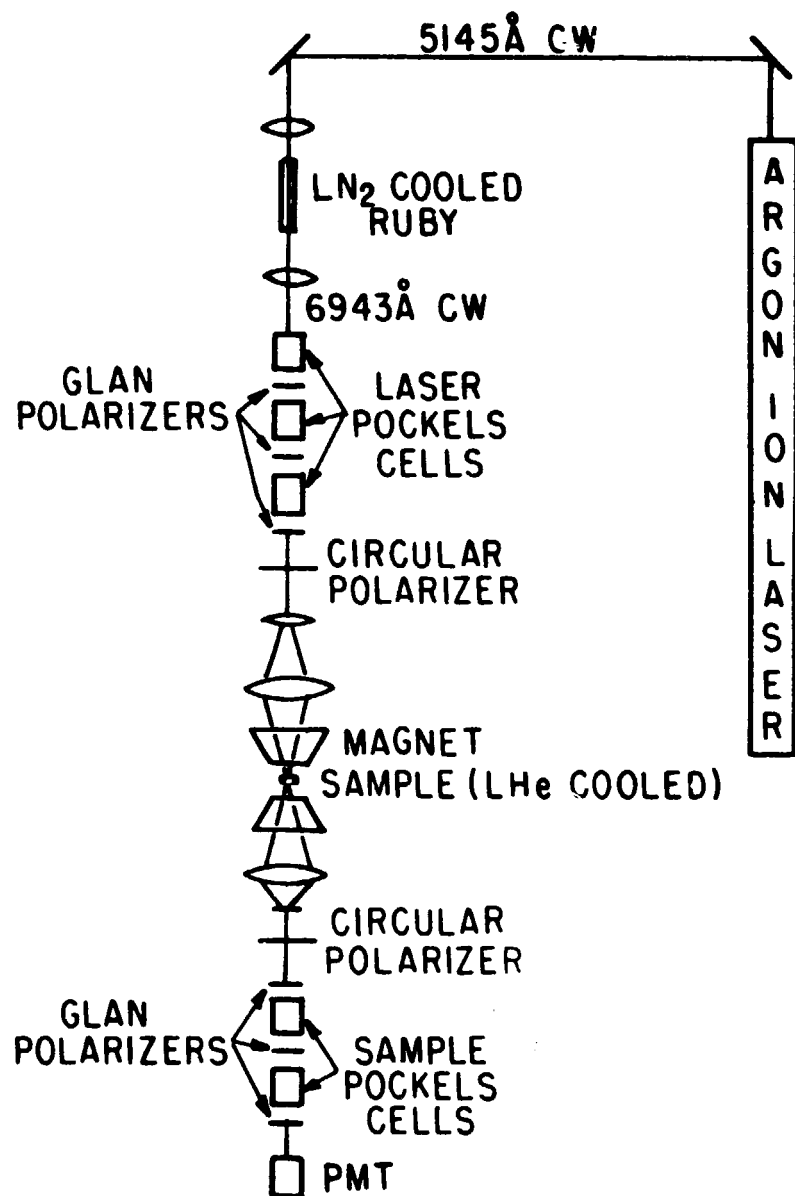 5145Å CW
ARGON ION LASER
LN₂ COOLED
RUBY
6943Å CW
GLAN
POLARIZERS
LASER
POCKELS
CELLS
CIRCULAR
POLARIZER
MAGNET
SAMPLE (LHe COOLED)
CIRCULAR
POLARIZER
GLAN
POLARIZERS
SAMPLE
POCKELS
CELLS
PMT